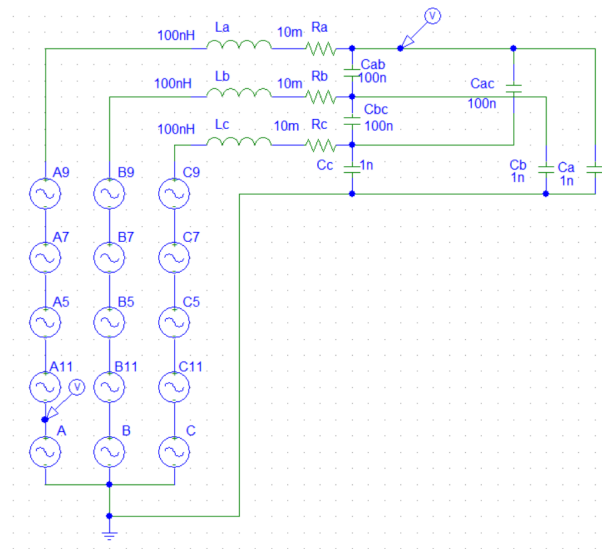 La
Ra
100nH
10m
V
Cab
100n
Lb
Rb
100nH
10m
Cac
100n
Cbc
100n
Lc
Rc
100nH
10m
Cc
1n
Cb
1n
Ca
1n
A9
B9
C9
A7
B7
C7
A5
B5
C5
A11
B11
C11
V
A
B
C